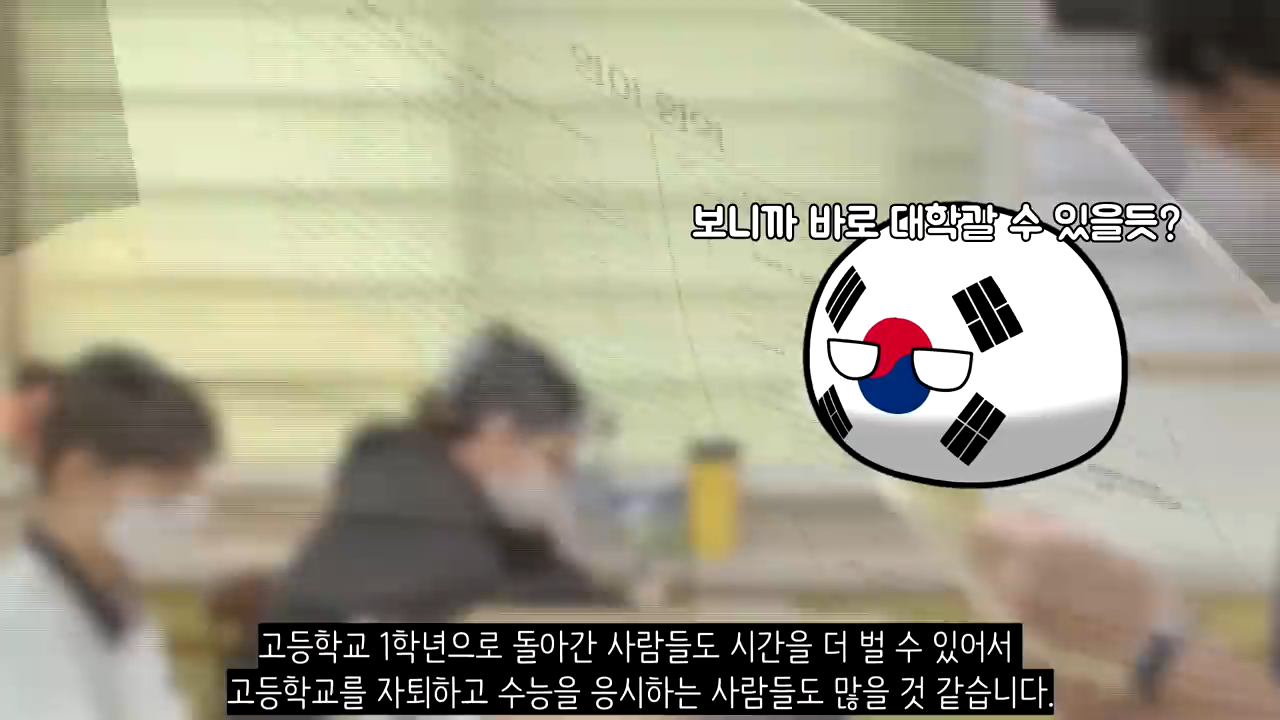 보니까 바로 대학갈 수 있을듯?
고등학교 1학년으로 돌아간 사람들도 시간을 더 벌 수 있어서
고등학교를 자퇴하고 수능을 응시하는 사람들도 많을 것 같습니다.